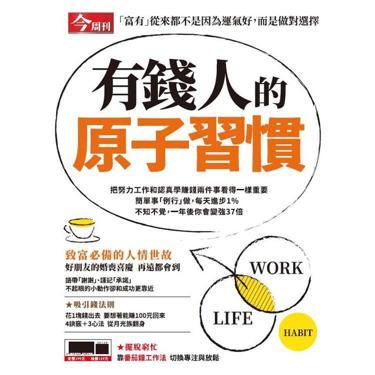 今周刊
「富有」從來都不是因為運氣好，而是做對選擇
有錢人的
原子習慣
把努力工作和認真學賺錢兩件事看得一樣重要
簡單事「例行」做，每天進步1%
不知不覺，一年後你會變強37倍
致富必備的人情世故
好朋友的婚喪喜慶 再遠都會到
請帶「謝謝」、謹記「承諾」
不起眼的小動作卻和成功更靠近
★吸引錢法則
花1塊錢出去 要想著能賺100元回來
4訣竅＋3心法 從月光族翻身
★擺脫窮忙
靠番茄鐘工作法 切換專注與放鬆
WORK
LIFE
HABIT